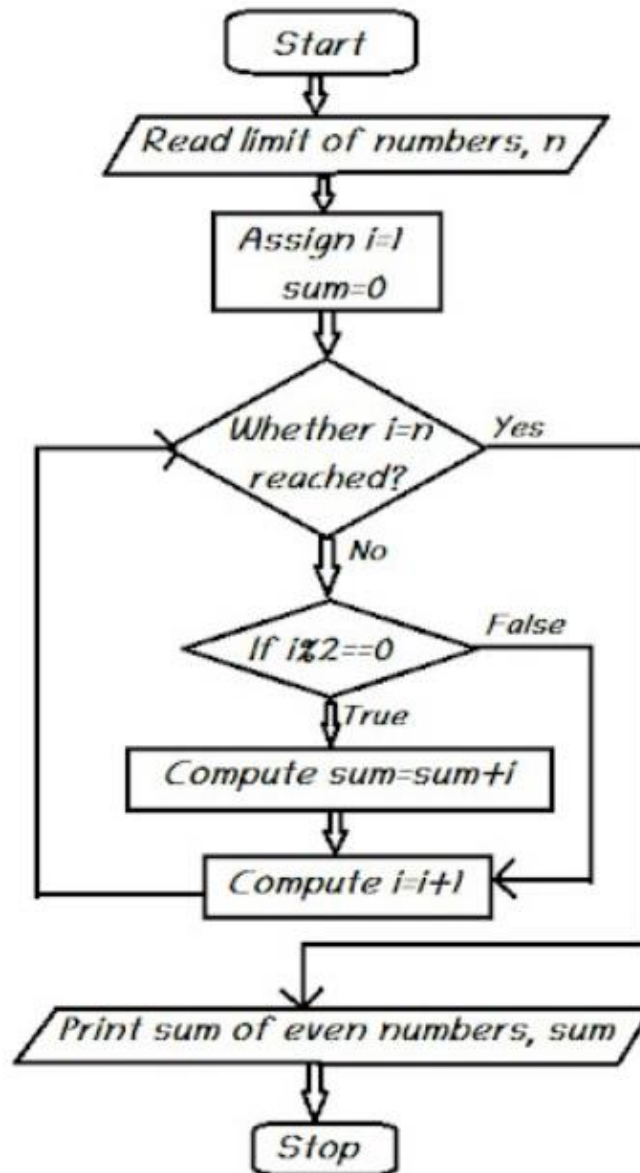 Start
Read limit of numbers, n
Assign i=1
sum=0
Whether i=n
reached?
Yes
No
If i%2==0
False
True
Compute sum=sum+i
Compute i=i+1
Print sum of even numbers, sum
Stop